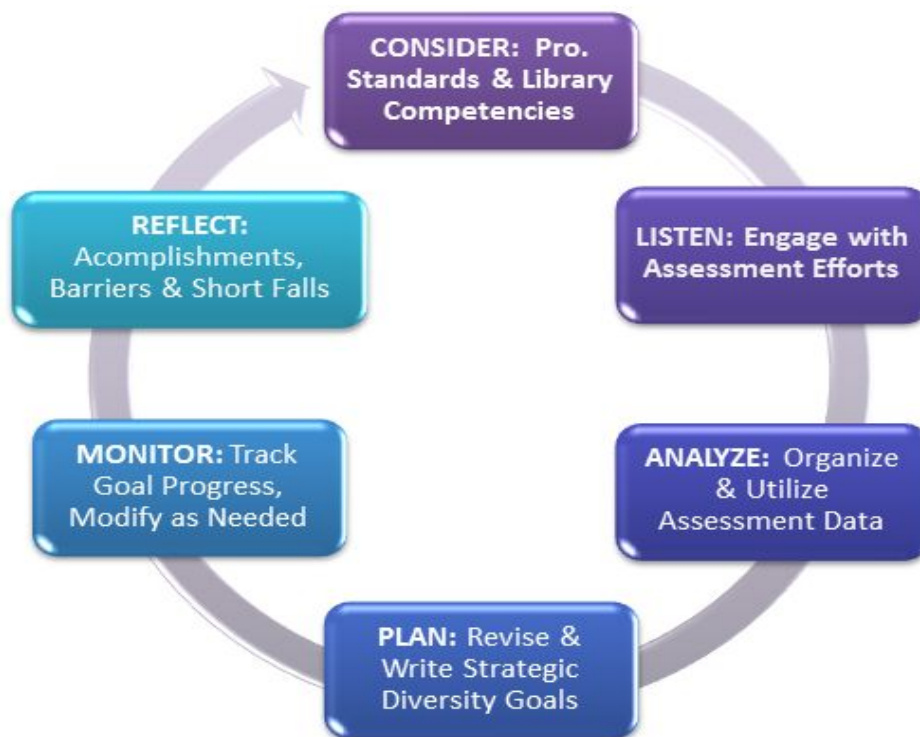 CONSIDER: Pro.
Standards & Library
Competencies
LISTEN: Engage with
Assessment Efforts
ANALYZE: Organize
& Utilize
Assessment Data
PLAN: Revise &
Write Strategic
Diversity Goals
MONITOR: Track
Goal Progress,
Modify as Needed
REFLECT:
Acomplishments,
Barriers & Short Falls